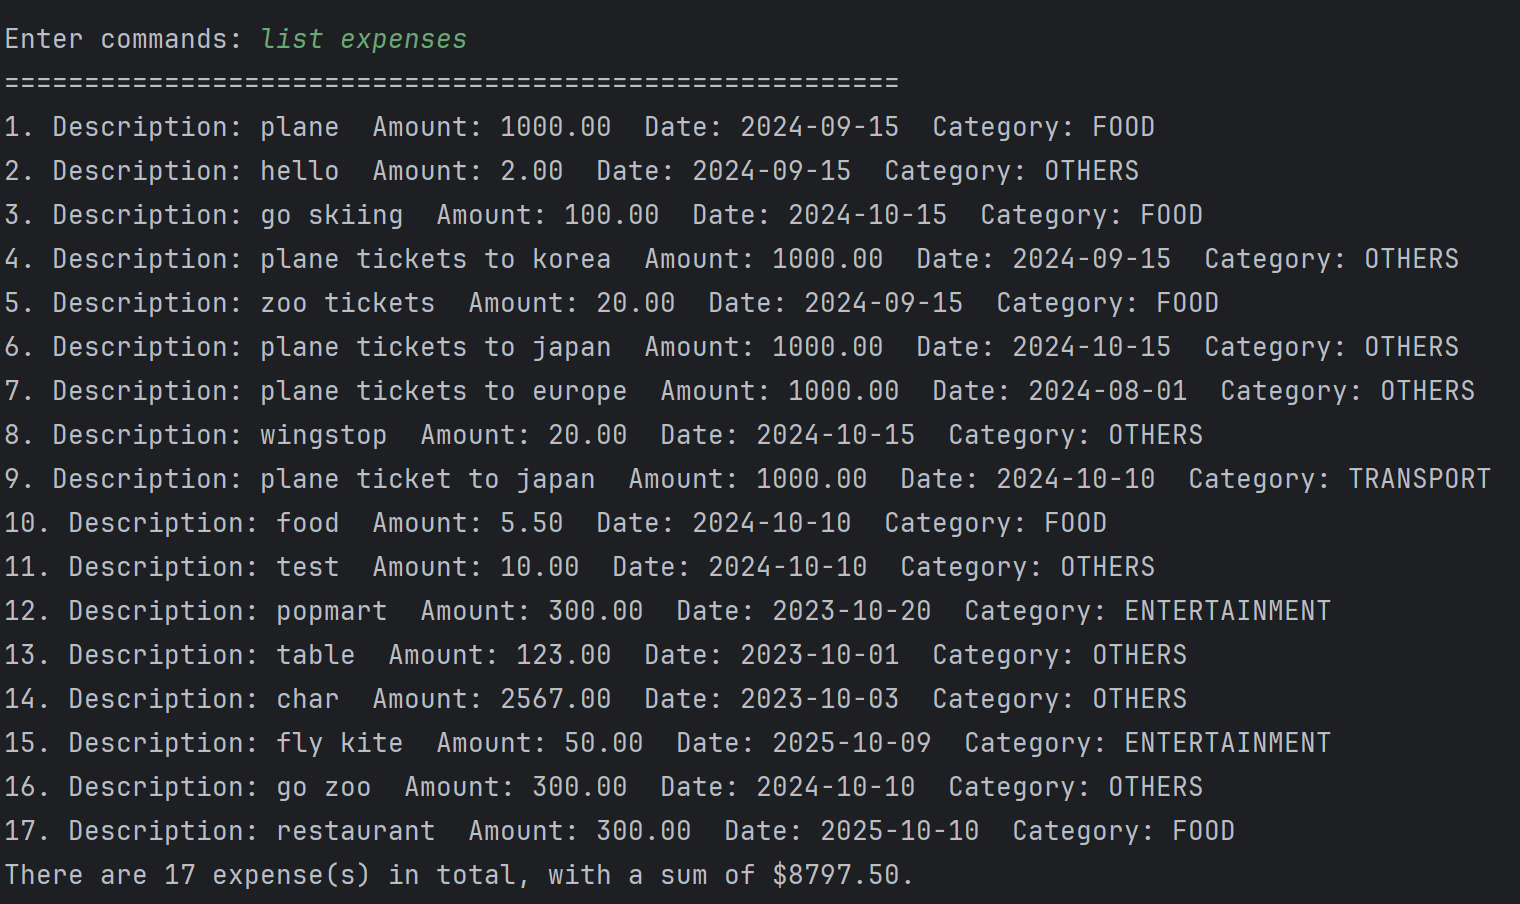 Enter commands: list expenses
========================================================
1. Description: plane  Amount: 1000.00  Date: 2024-09-15  Category: FOOD
2. Description: hello  Amount: 2.00  Date: 2024-09-15  Category: OTHERS
3. Description: go skiing  Amount: 100.00  Date: 2024-10-15  Category: FOOD
4. Description: plane tickets to korea  Amount: 1000.00  Date: 2024-09-15  Category: OTHERS
5. Description: zoo tickets  Amount: 20.00  Date: 2024-09-15  Category: FOOD
6. Description: plane tickets to japan  Amount: 1000.00  Date: 2024-10-15  Category: OTHERS
7. Description: plane tickets to europe  Amount: 1000.00  Date: 2024-08-01  Category: OTHERS
8. Description: wingstop  Amount: 20.00  Date: 2024-10-15  Category: OTHERS
9. Description: plane ticket to japan  Amount: 1000.00  Date: 2024-10-10  Category: TRANSPORT
10. Description: food  Amount: 5.50  Date: 2024-10-10  Category: FOOD
11. Description: test  Amount: 10.00  Date: 2024-10-10  Category: OTHERS
12. Description: popmart  Amount: 300.00  Date: 2023-10-20  Category: ENTERTAINMENT
13. Description: table  Amount: 123.00  Date: 2023-10-01  Category: OTHERS
14. Description: char  Amount: 2567.00  Date: 2023-10-03  Category: OTHERS
15. Description: fly kite  Amount: 50.00  Date: 2025-10-09  Category: ENTERTAINMENT
16. Description: go zoo  Amount: 300.00  Date: 2024-10-10  Category: OTHERS
17. Description: restaurant  Amount: 300.00  Date: 2025-10-10  Category: FOOD
There are 17 expense(s) in total, with a sum of $8797.50.